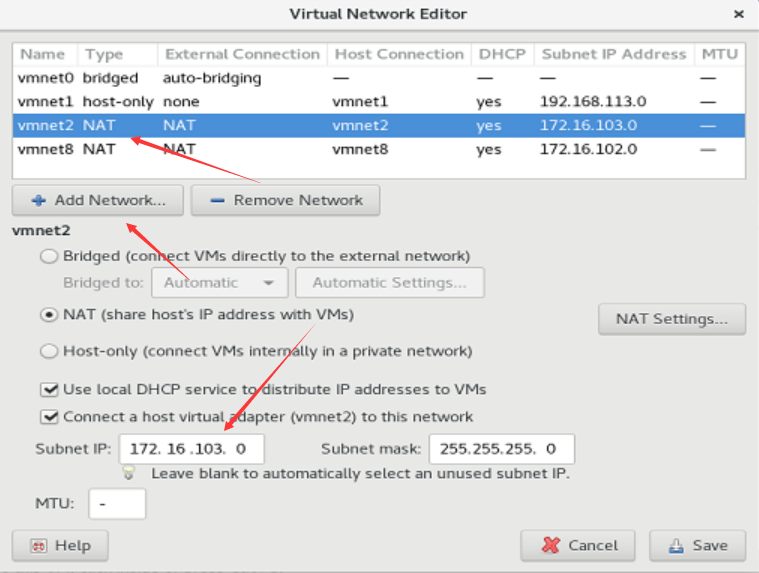 Virtual Network Editor
Name Type External Connection Host Connection DHCP Subnet IP Address MTU
vmnet0 bridged auto-bridging — — — —
vmnet1 host-only none vmnet1 yes 192.168.113.0 —
vmnet2 NAT NAT vmnet2 yes 172.16.103.0 —
vmnet8 NAT NAT vmnet8 yes 172.16.102.0 —
Add Network... Remove Network
vmnet2
Bridged (connect VMs directly to the external network)
Bridged to: Automatic Automatic Settings...
NAT (share host's IP address with VMs) NAT Settings...
Host-only (connect VMs internally in a private network)
Use local DHCP service to distribute IP addresses to VMs
Connect a host virtual adapter (vmnet2) to this network
Subnet IP: 172. 16 .103. 0 Subnet mask: 255.255.255. 0
Leave blank to automatically select an unused subnet IP.
MTU: -
Help Cancel Save